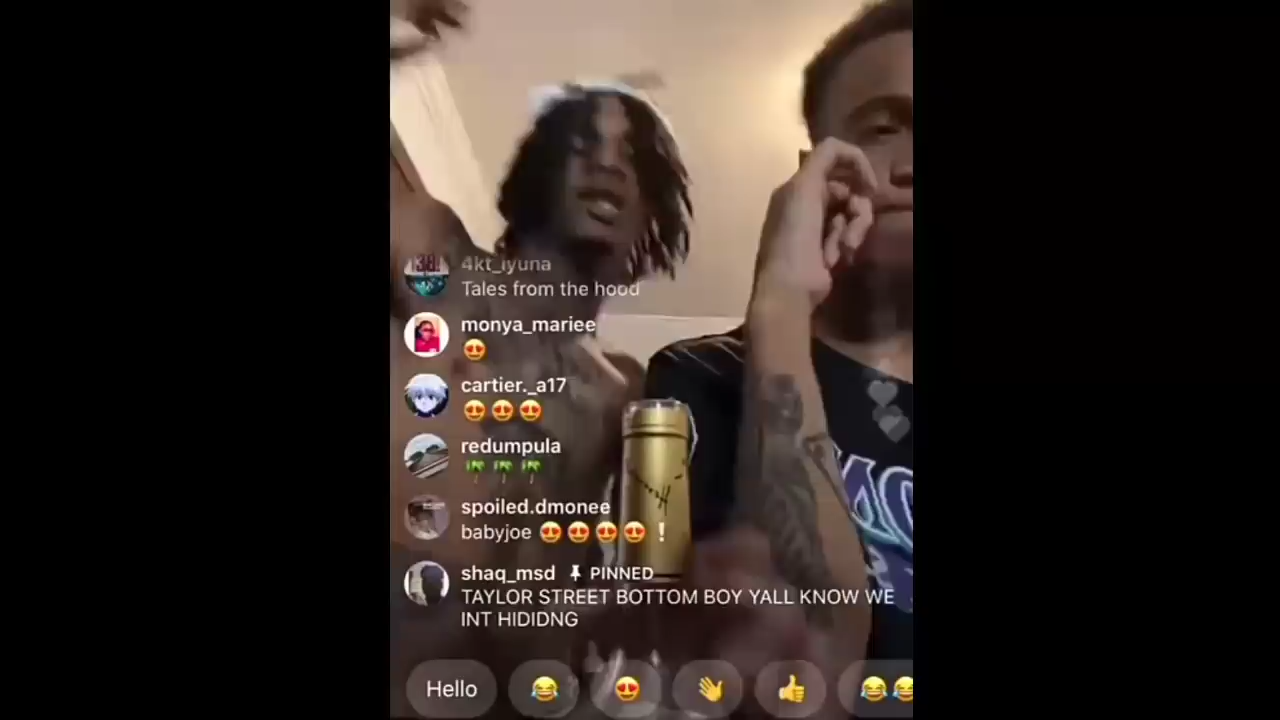 4kt_iyuna
Tales from the hood
monya_mariee
😍
cartier._a17
😍😍😍
redumpula
🌴🌴🌴
spoiled.dmonee
babyjoe 😍😍😍😍❗
shaq_msd 📌 PINNED
TAYLOR STREET BOTTOM BOY YALL KNOW WE
INT HIDIDNG
Hello 😂 😍 👋 👍 😂😂